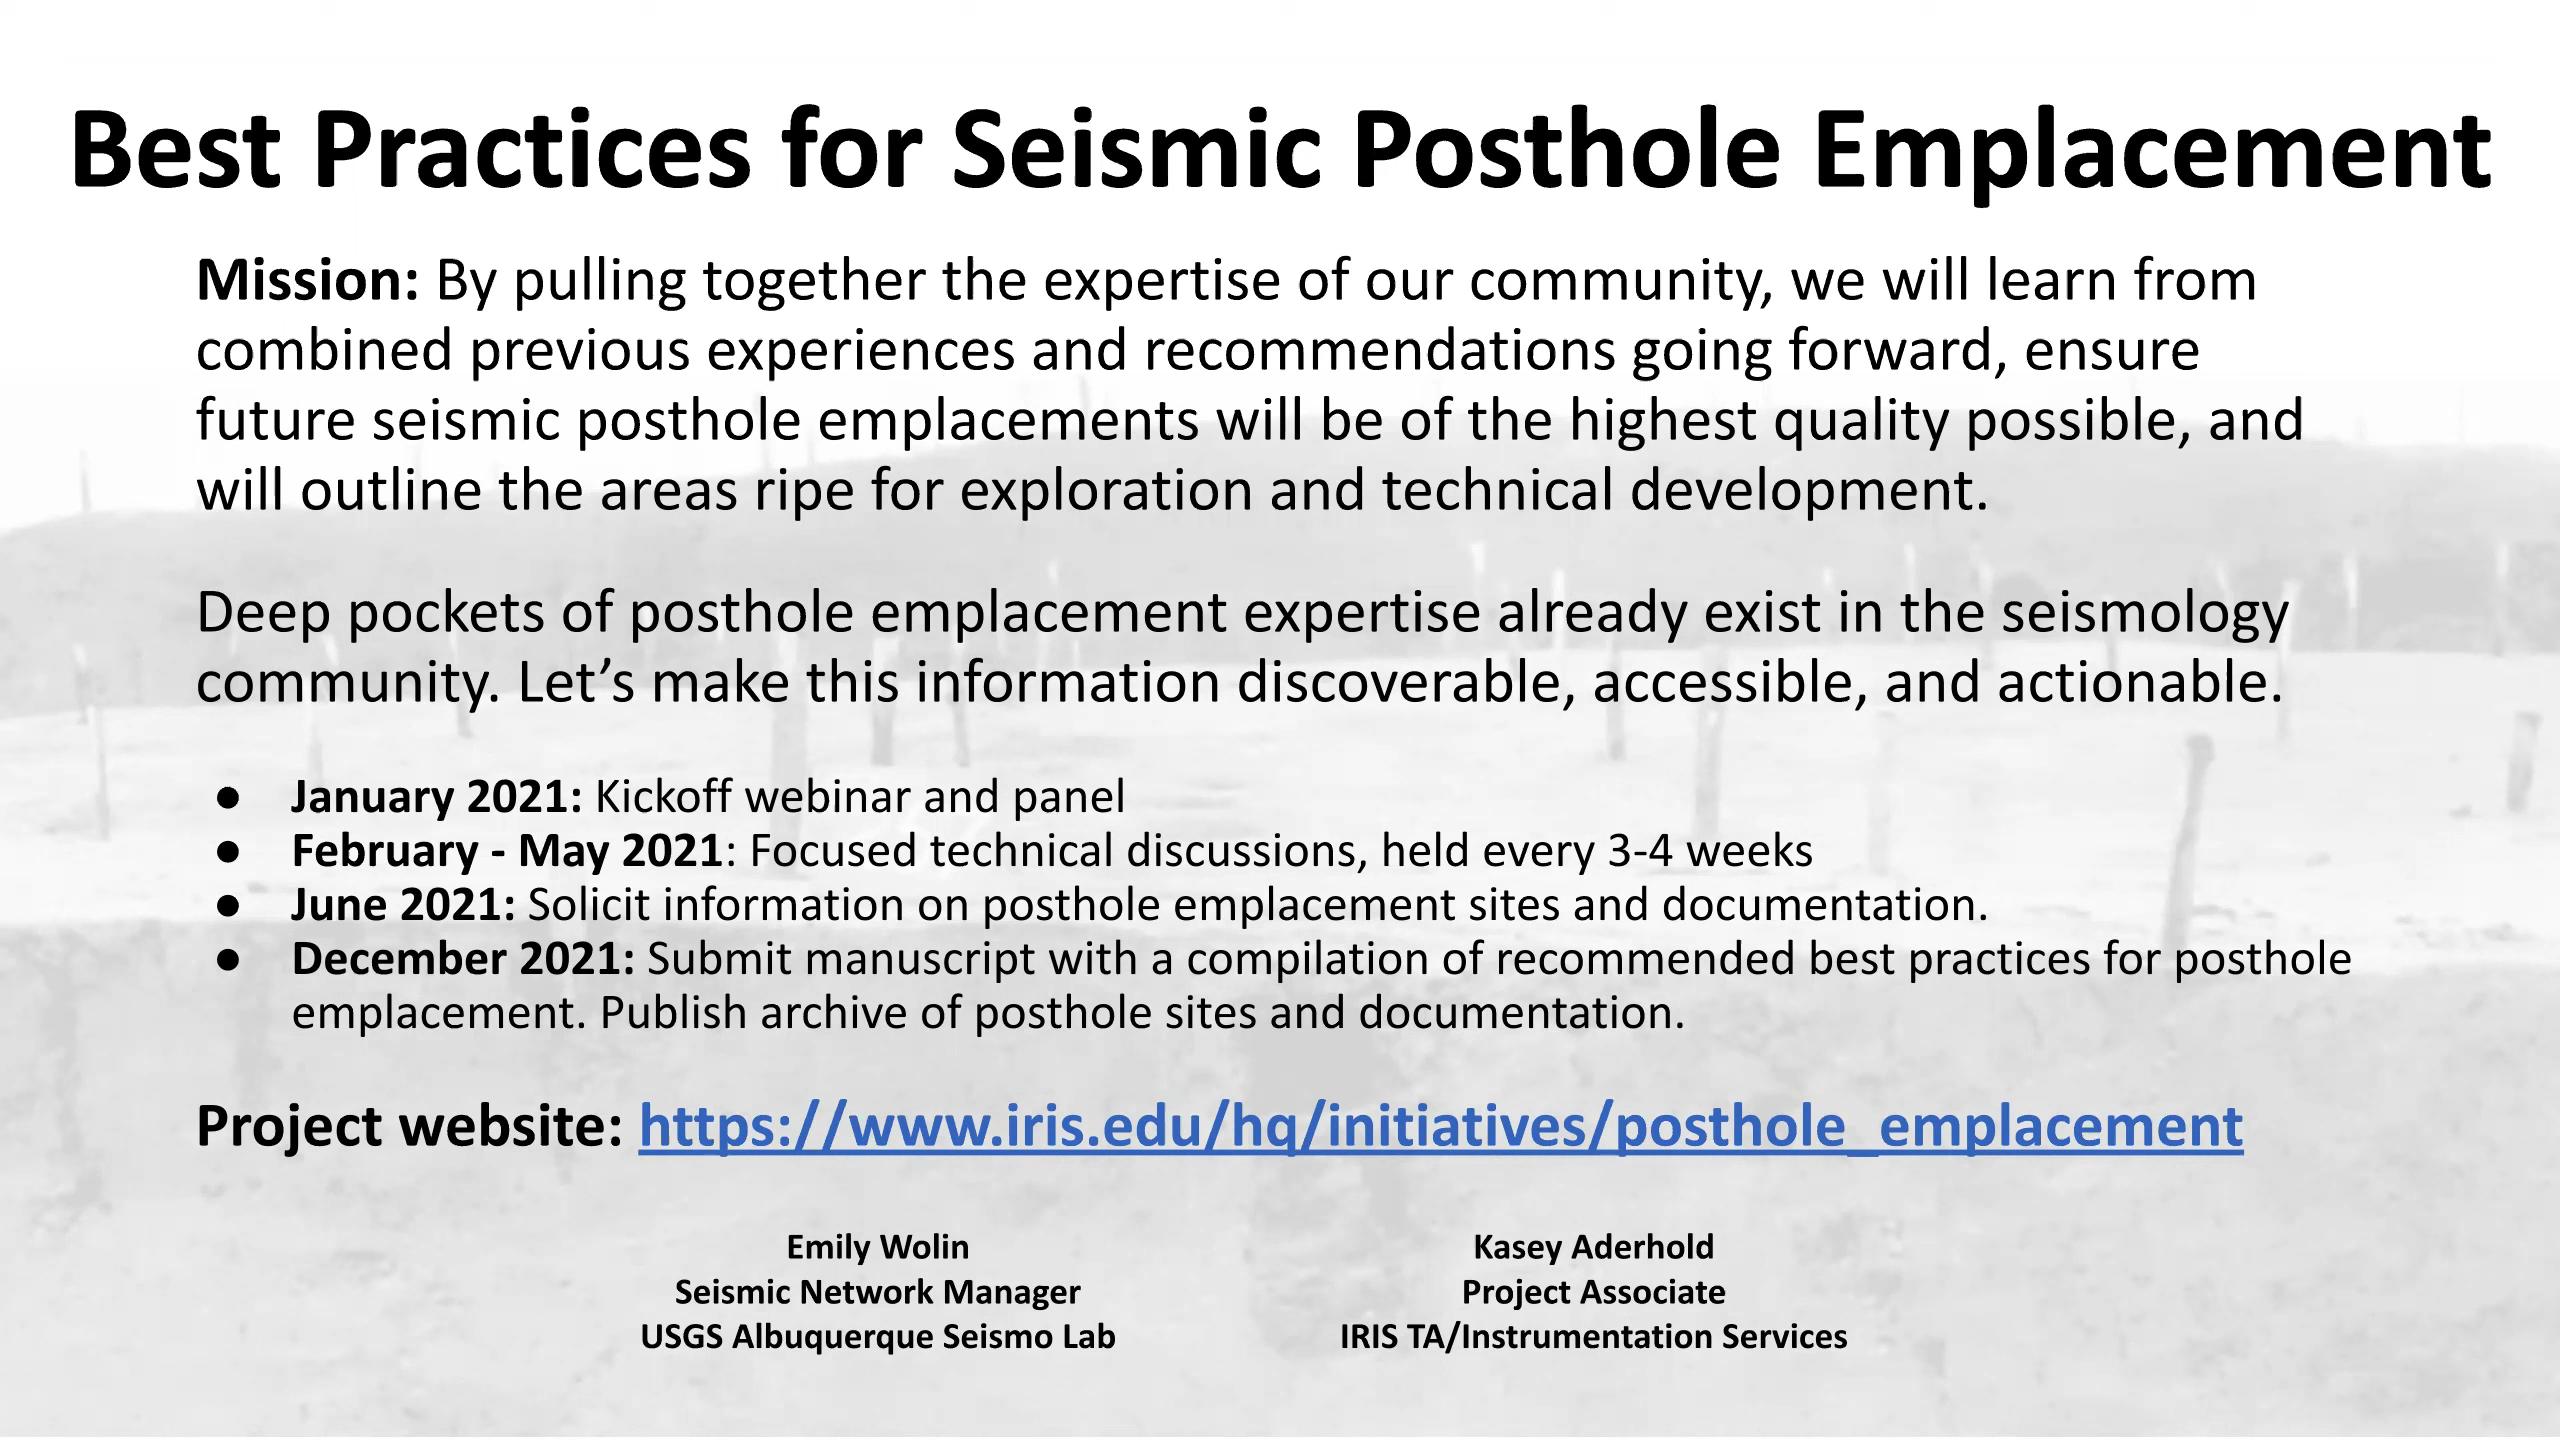 Best Practices for Seismic Posthole Emplacement
Mission: By pulling together the expertise of our community, we will learn from
combined previous experiences and recommendations going forward, ensure
future seismic posthole emplacements will be of the highest quality possible, and
will outline the areas ripe for exploration and technical development.
Deep pockets of posthole emplacement expertise already exist in the seismology
community. Let’s make this information discoverable, accessible, and actionable.
● January 2021: Kickoff webinar and panel
● February - May 2021: Focused technical discussions, held every 3-4 weeks
● June 2021: Solicit information on posthole emplacement sites and documentation.
● December 2021: Submit manuscript with a compilation of recommended best practices for posthole
emplacement. Publish archive of posthole sites and documentation.
Project website: https://www.iris.edu/hq/initiatives/posthole_emplacement
Emily Wolin
Seismic Network Manager
USGS Albuquerque Seismo Lab
Kasey Aderhold
Project Associate
IRIS TA/Instrumentation Services